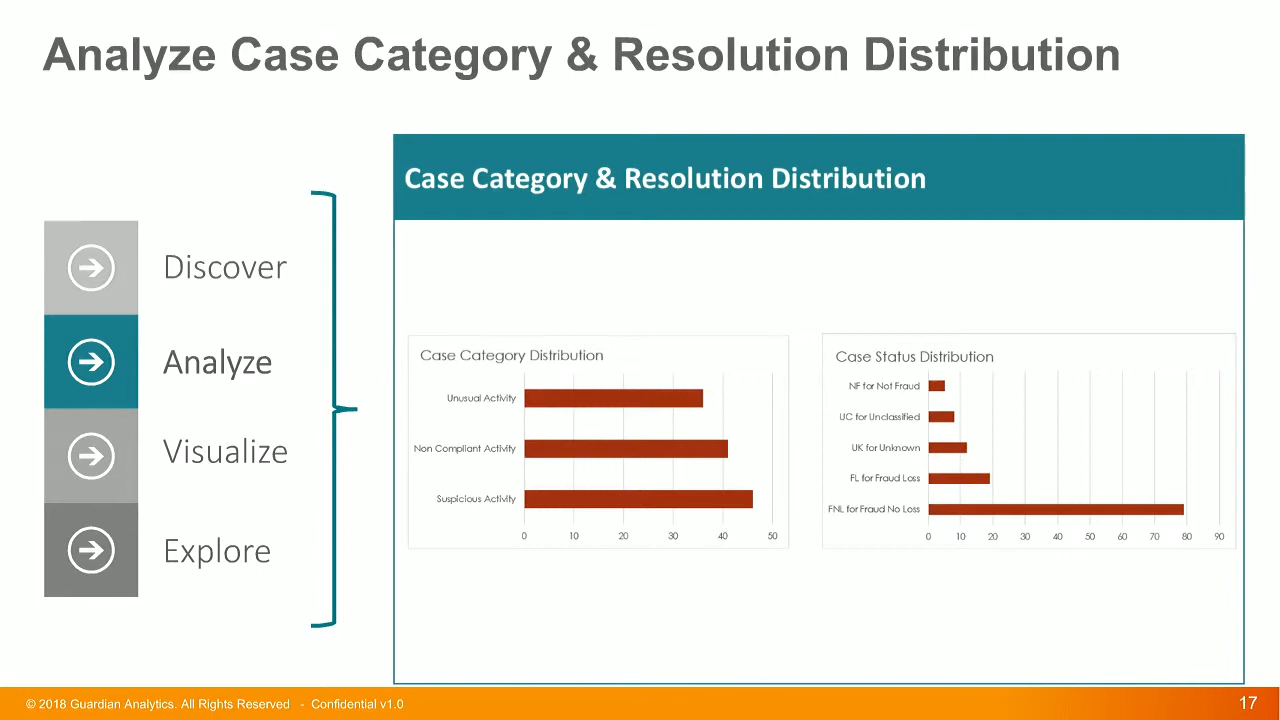 Analyze Case Category & Resolution Distribution
Discover
Analyze
Visualize
Explore
Case Category & Resolution Distribution
Case Category Distribution
Unusual Activity
Non Compliant Activity
Suspicious Activity
0 10 20 30 40 50
Case Status Distribution
NF for Not Fraud
UC for Unclassified
UK for Unknown
FL for Fraud Loss
FNL for Fraud No Loss
0 10 20 30 40 50 60 70 80 90
© 2018 Guardian Analytics. All Rights Reserved - Confidential v1.0
17